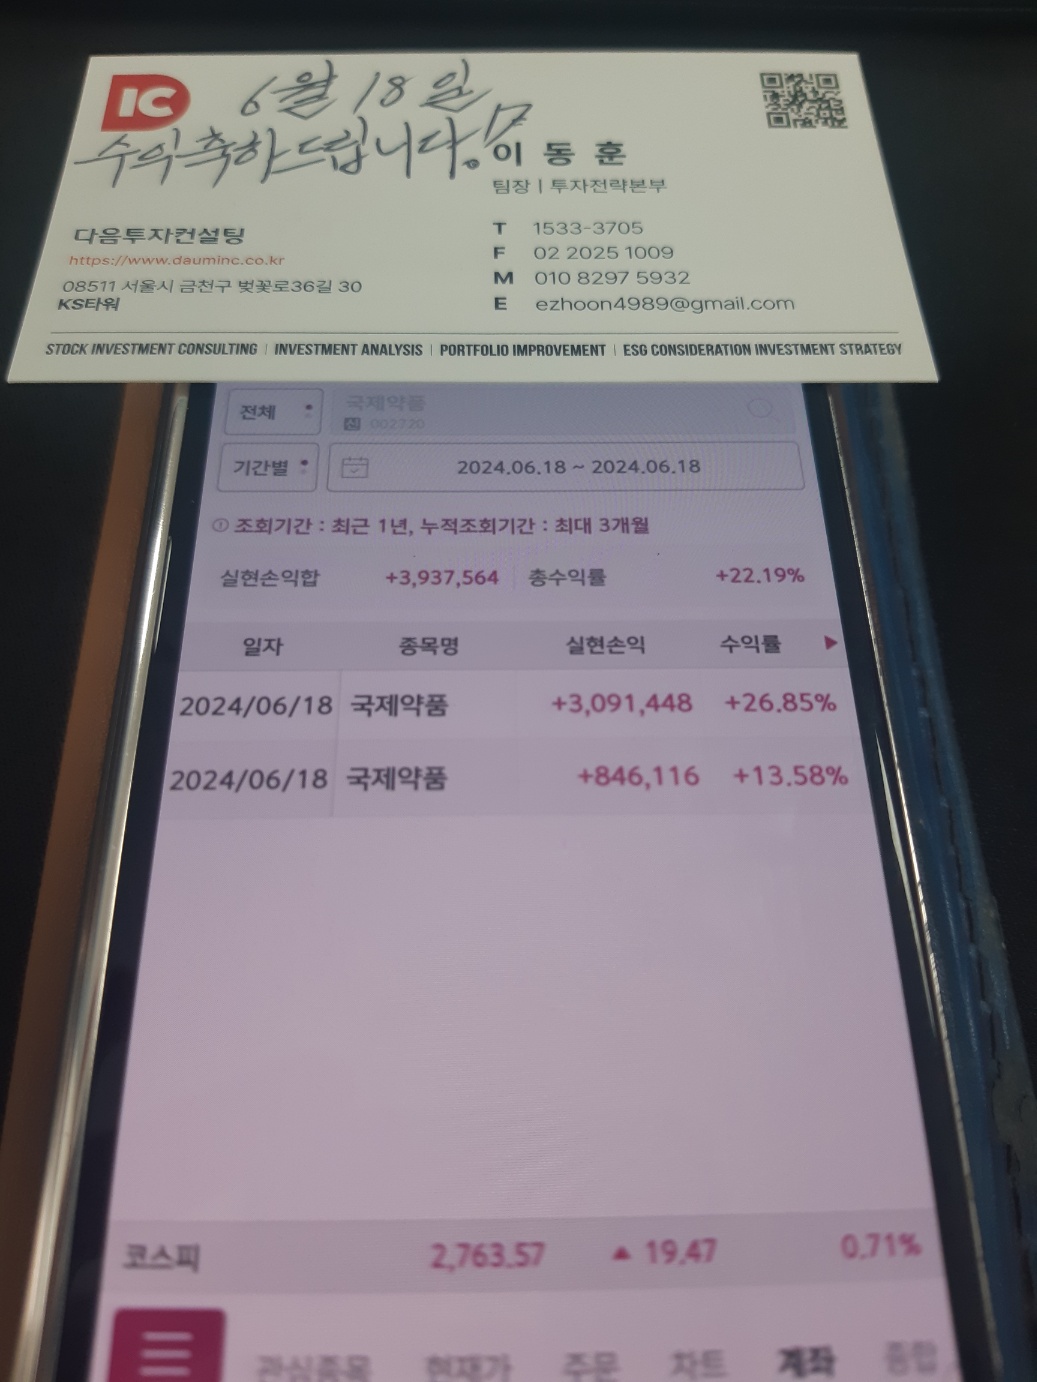 IC
6월 18일
수익축하드립니다.!!
이동훈
팀장 | 투자전략본부
다음투자컨설팅
https://www.dauminc.co.kr
08511 서울시 금천구 벚꽃로36길 30
KS타워
T 1533-3705
F 02 2025 1009
M 010 8297 5932
E ezhoon4989@gmail.com
STOCK INVESTMENT CONSULTING | INVESTMENT ANALYSIS | PORTFOLIO IMPROVEMENT | ESG CONSIDERATION INVESTMENT STRATEGY
전체 국제약품
신 002720
기간별 2024.06.18 ~ 2024.06.18
조회기간 : 최근 1년, 누적조회기간 : 최대 3개월
실현손익합 +3,937,564 총수익률 +22.19%
일자 종목명 실현손익 수익률 ▶
2024/06/18 국제약품 +3,091,448 +26.85%
2024/06/18 국제약품 +846,116 +13.58%
코스피 2,763.57 ▲ 19.47 0.71%
관심종목 현재가 주문 차트 계좌 종합